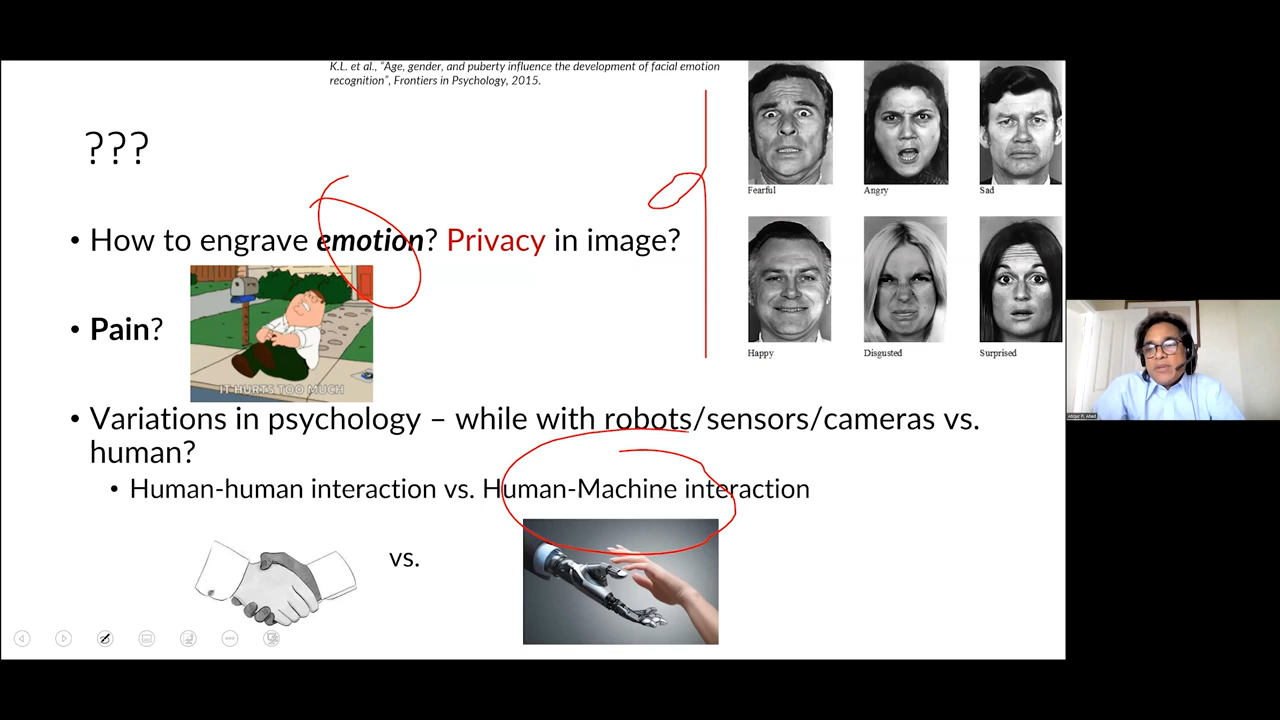 K.L. et al., "Age, gender, and puberty influence the development of facial emotion
recognition", Frontiers in Psychology, 2015.
???
Fearful
Angry
Sad
• How to engrave emotion? Privacy in image?
IT HURTS TOO MUCH
• Pain?
Happy
Disgusted
Surprised
• Variations in psychology – while with robots/sensors/cameras vs.
human?
• Human-human interaction vs. Human-Machine interaction
vs.